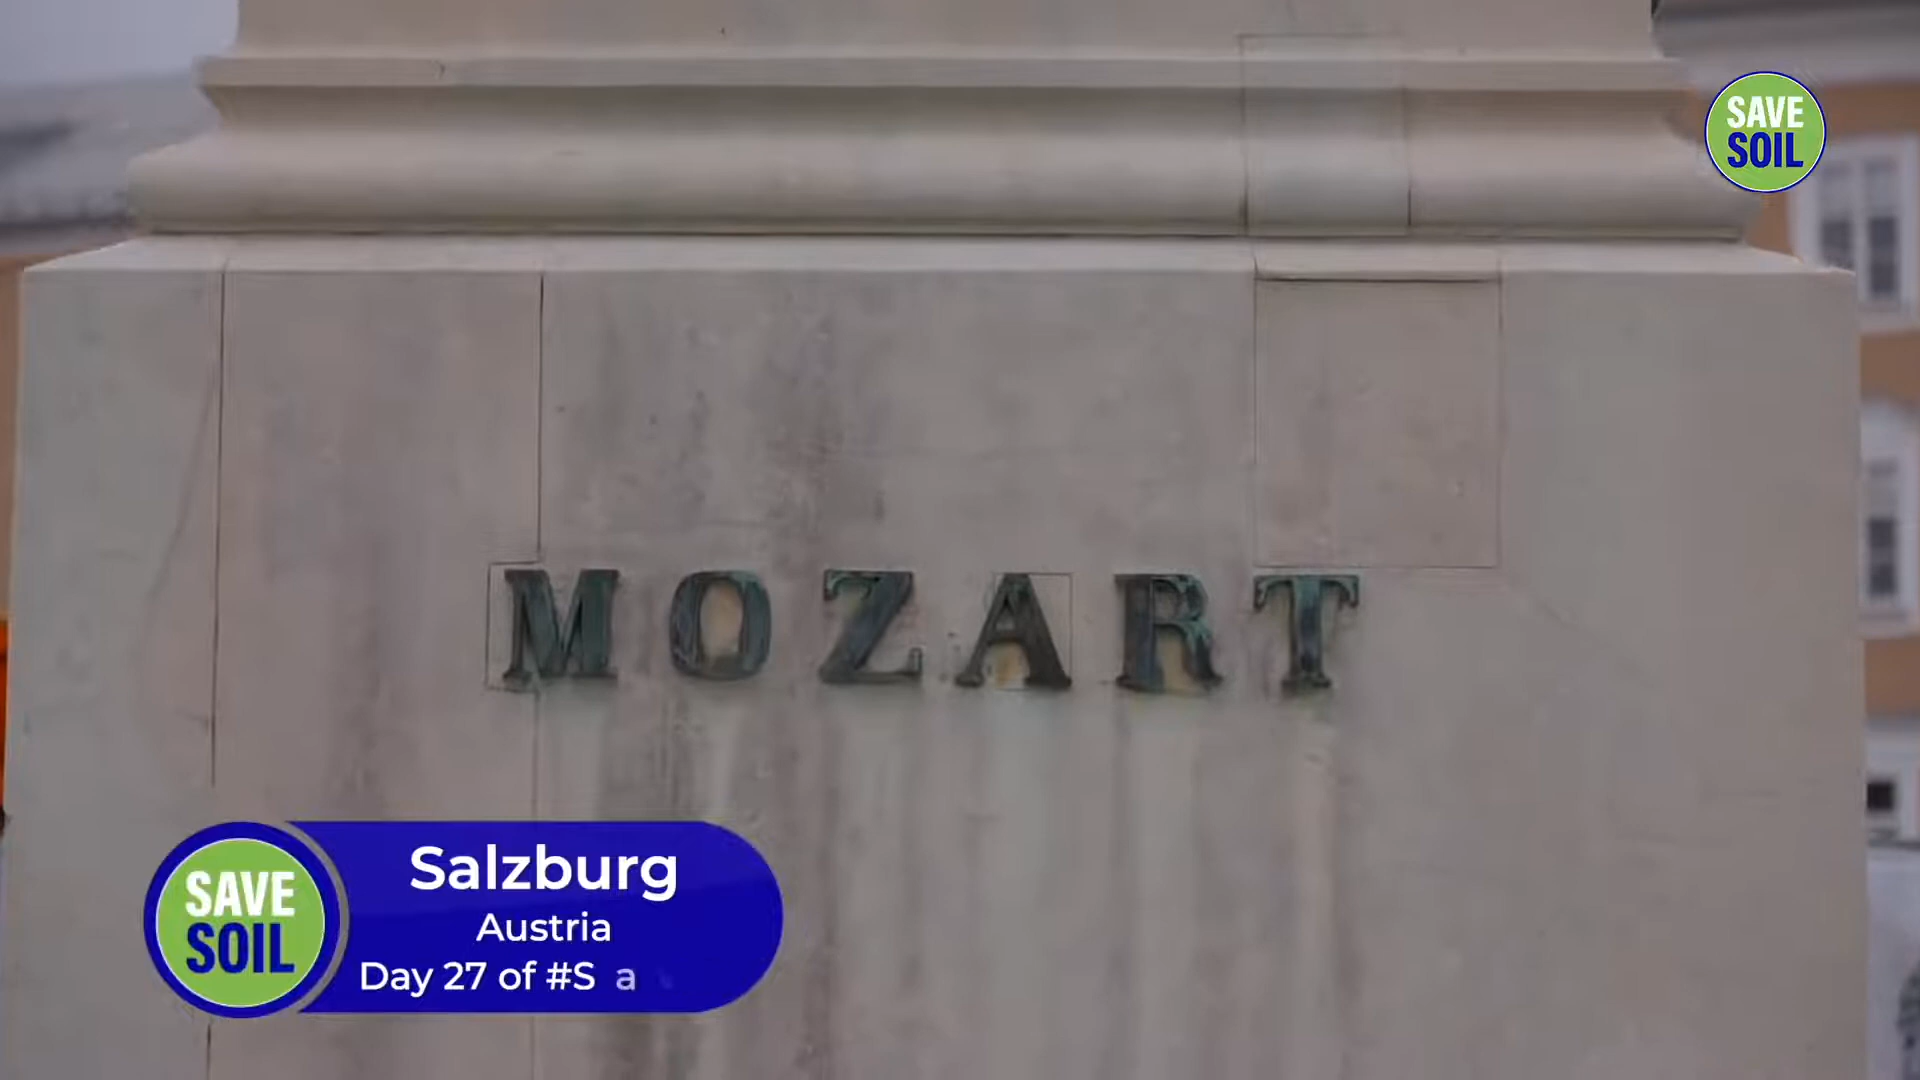 SAVE
SOIL
MOZART
SAVE
SOIL
Salzburg
Austria
Day 27 of #S a